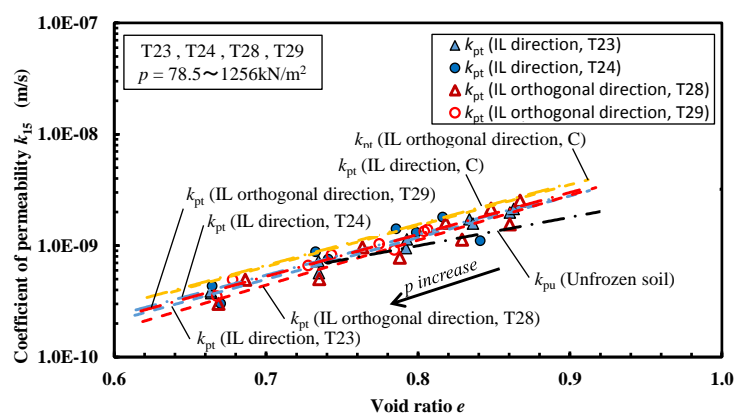 1.0E-07
1.0E-08
1.0E-09
1.0E-10
Coefficient of permeability k15 (m/s)
T23 , T24 , T28 , T29
p = 78.5～1256kN/m²
kpt (IL direction, T23)
kpt (IL direction, T24)
kpt (IL orthogonal direction, T28)
kpt (IL orthogonal direction, T29)
kpt (IL orthogonal direction, C)
kpt (IL direction, C)
kpt (IL orthogonal direction, T29)
kpt (IL direction, T24)
p increase
kpu (Unfrozen soil)
kpt (IL orthogonal direction, T28)
kpt (IL direction, T23)
0.6 0.7 0.8 0.9 1.0
Void ratio e